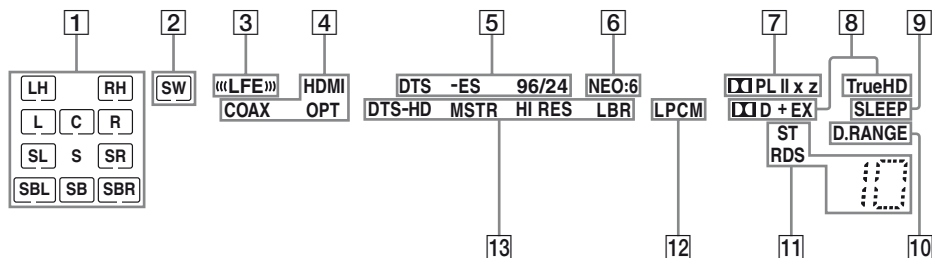 1 2 3 4 5 6 7 8 9
LH RH SW LFE HDMI DTS -ES 96/24 NEO:6 PL II x z TrueHD
L C R COAX OPT DTS-HD MSTR HI RES LBR LPCM D + EX SLEEP
SL S SR ST D.RANGE
SBL SB SBR RDS 10
13 12 11 10